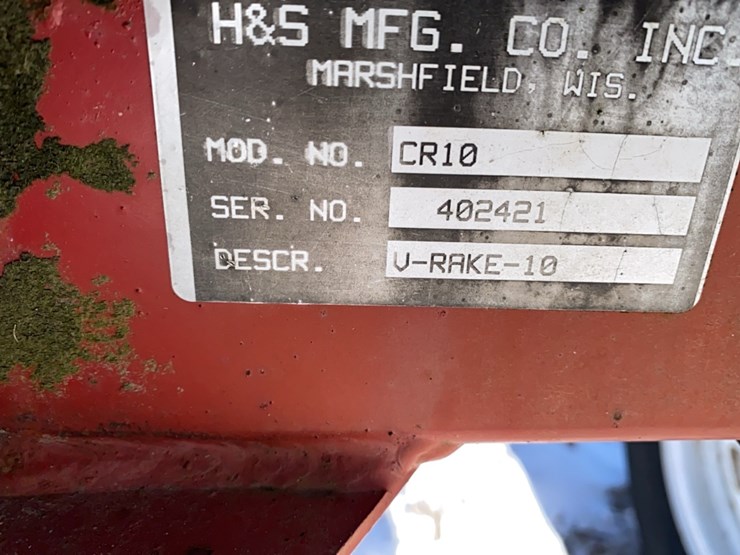 H&S MFG. CO. INC.
MARSHFIELD, WIS.
MOD. NO. CR10
SER. NO. 402421
DESCR. V-RAKE-10